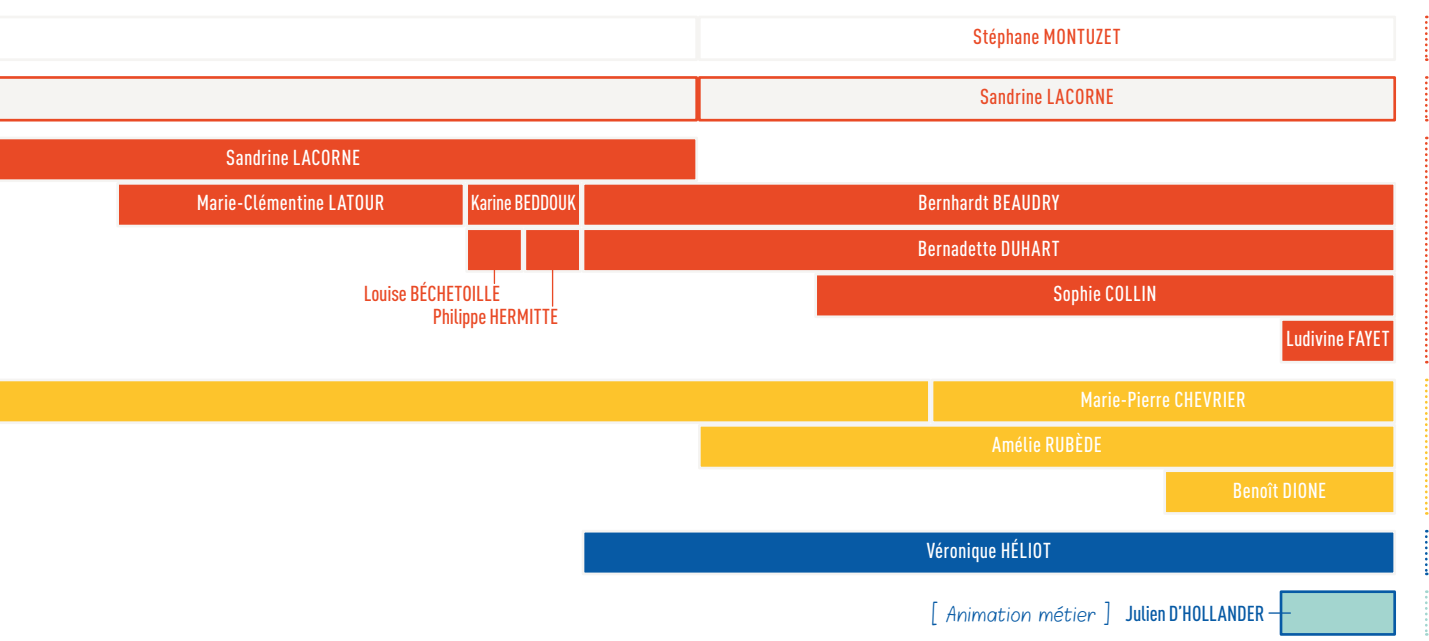 Stéphane MONTUZET
Sandrine LACORNE
Sandrine LACORNE
Marie-Clémentine LATOUR
Karine BEDDOUK
Bernhardt BEAUDRY
Bernadette DUHART
Louise BÉCHETOILLE
Sophie COLLIN
Philippe HERMITTE
Ludivine FAYET
Marie-Pierre CHEVRIER
Amélie RUBÈDE
Benoît DIONE
Véronique HÉLIOT
[ Animation métier ] Julien D'HOLLANDER